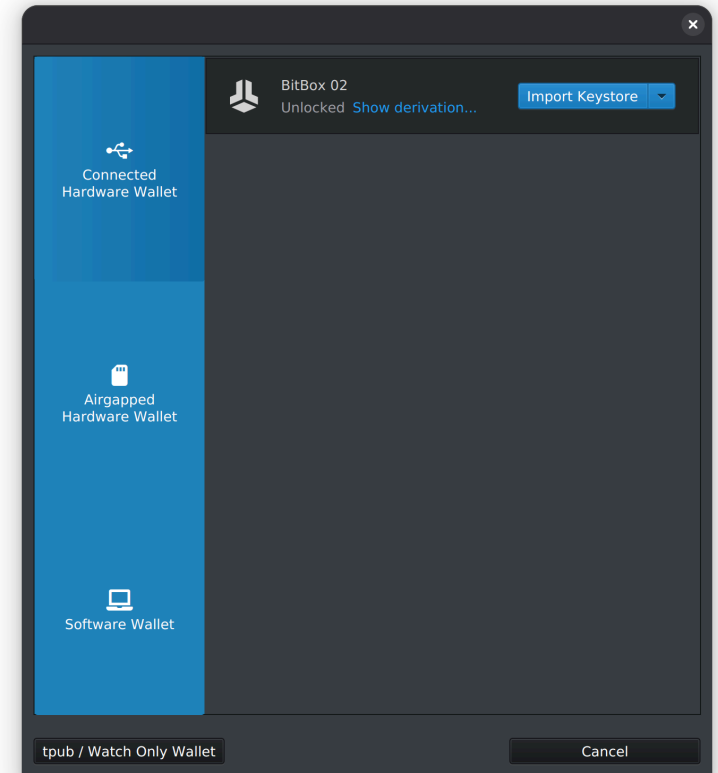 Connected
Hardware Wallet
Airgapped
Hardware Wallet
Software Wallet
BitBox 02
Unlocked Show derivation...
Import Keystore
tpub / Watch Only Wallet
Cancel